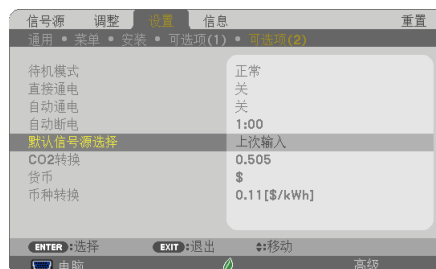 信号源 调整 设置 信息 重置
通用 • 菜单 • 安装 • 可选项(1) • 可选项(2)
待机模式 正常
直接通电 关
自动通电 关
自动断电 1:00
默认信号源选择 上次输入
CO2转换 0.505
货币 $
币种转换 0.11[$/kWh]
ENTER:选择 EXIT:退出 :移动
电脑 高级